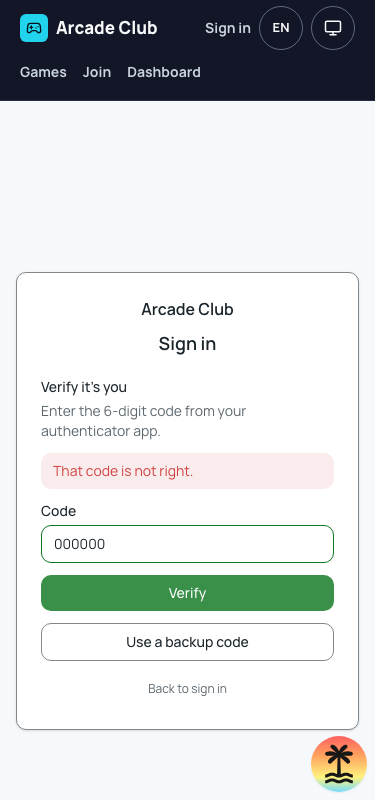 Arcade Club
Sign in
EN
Games
Join
Dashboard
Arcade Club
Sign in
Verify it's you
Enter the 6-digit code from your
authenticator app.
That code is not right.
Code
000000
Verify
Use a backup code
Back to sign in